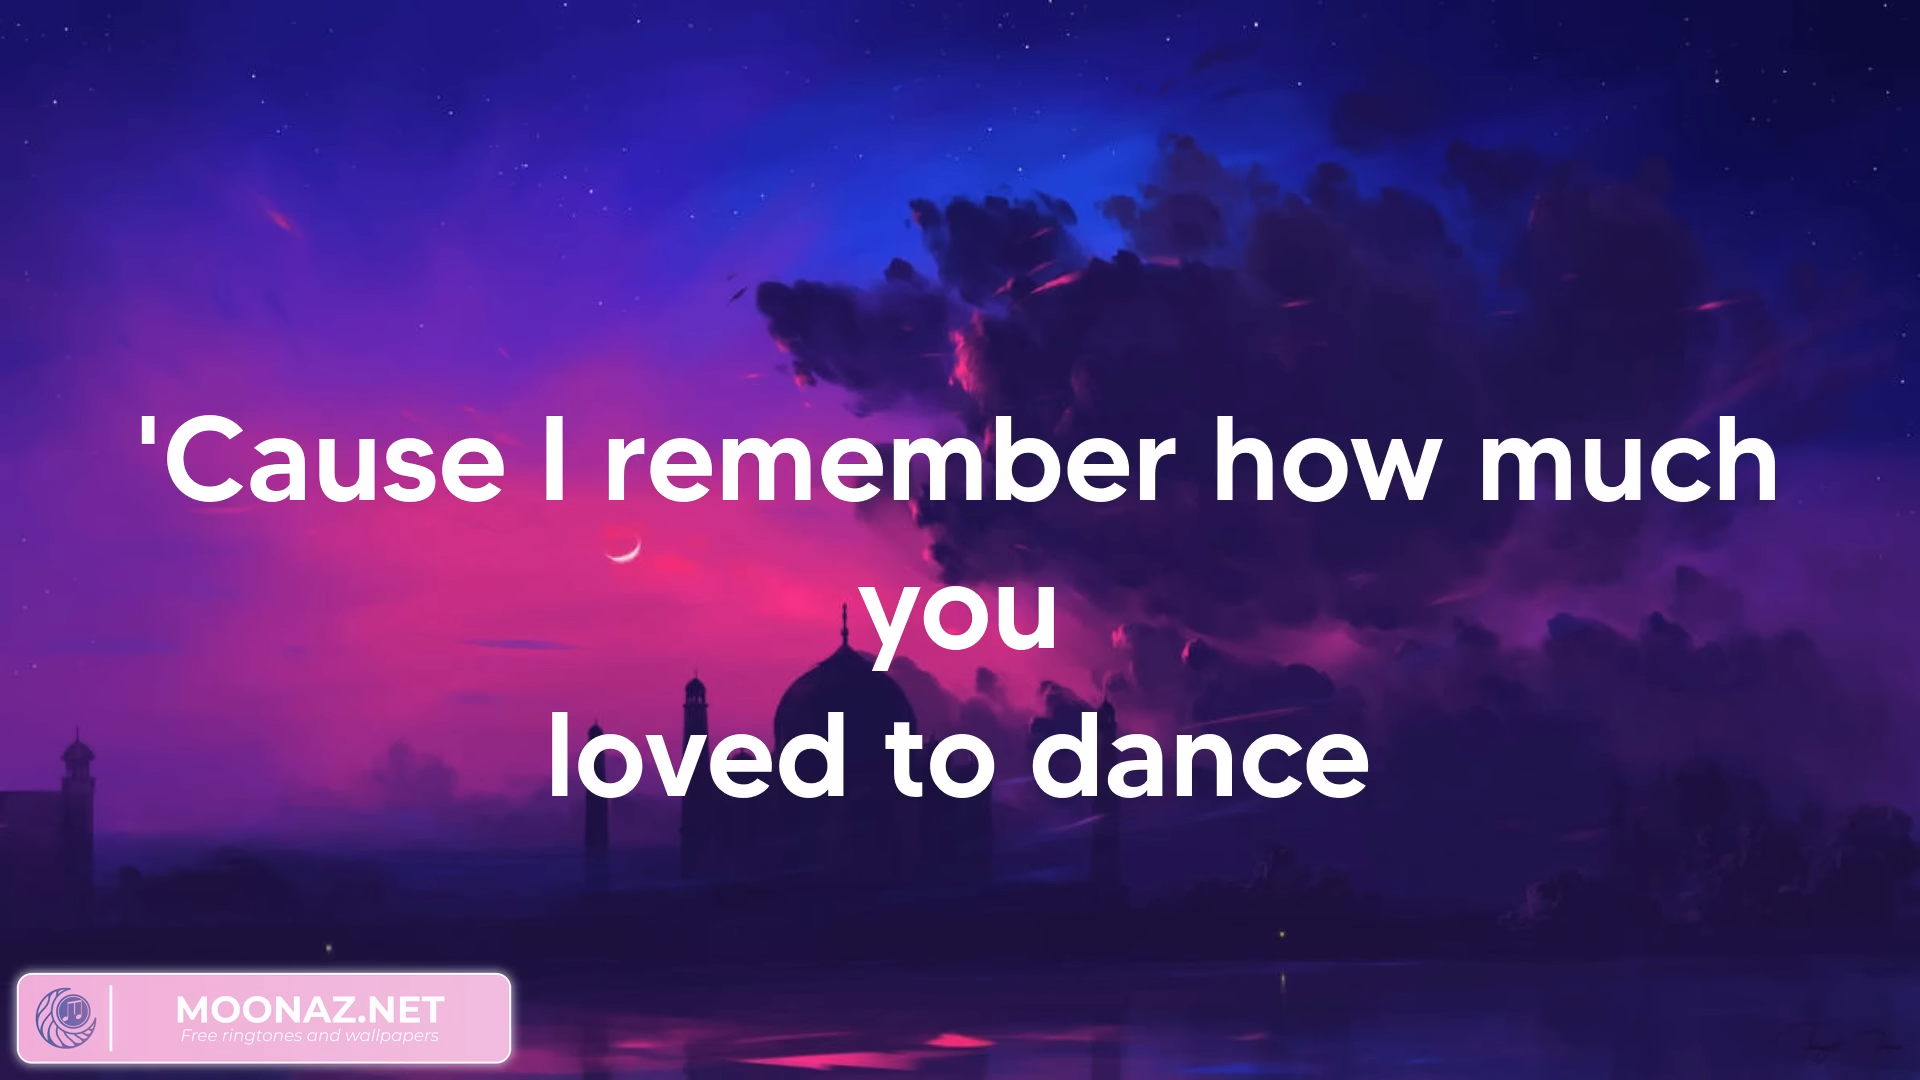 'Cause I remember how much
you
loved to dance
MOONAZ.NET
Free ringtones and wallpapers